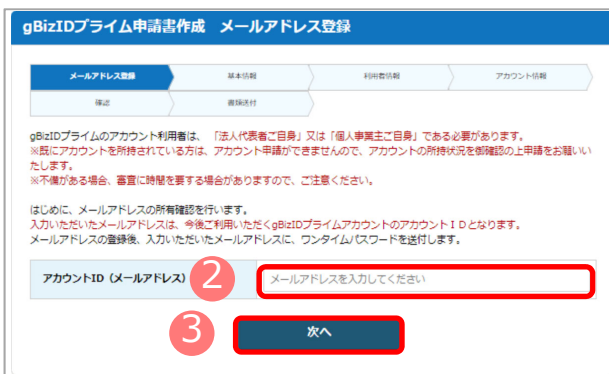 gBizIDプライム申請書作成　メールアドレス登録
メールアドレス登録
基本情報
利用者情報
アカウント情報
確認
書類送付
gBizIDプライムのアカウント利用者は、「法人代表者ご自身」又は「個人事業主ご自身」である必要があります。
※既にアカウントを所持されている方は、アカウント申請ができませんので、アカウントの所持状況を御確認の上申請をお願いい
たします。
※不備がある場合、審査に時間を要する場合がありますので、ご注意ください。
はじめに、メールアドレスの所有確認を行います。
入力いただいたメールアドレスは、今後ご利用いただくgBizIDプライムアカウントのアカウントＩＤとなります。
メールアドレスの登録後、入力いただいたメールアドレスに、ワンタイムパスワードを送付します。
アカウントID（メールアドレス）
2
メールアドレスを入力してください
3
次へ